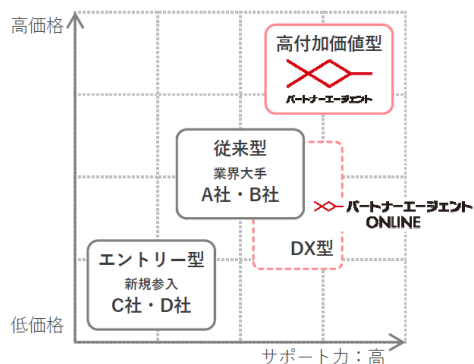 高価格
高付加価値型
パートナーエージェント
従来型
業界大手
A社・B社
パートナーエージェント
ONLINE
DX型
エントリー型
新規参入
C社・D社
低価格
サポート力：高